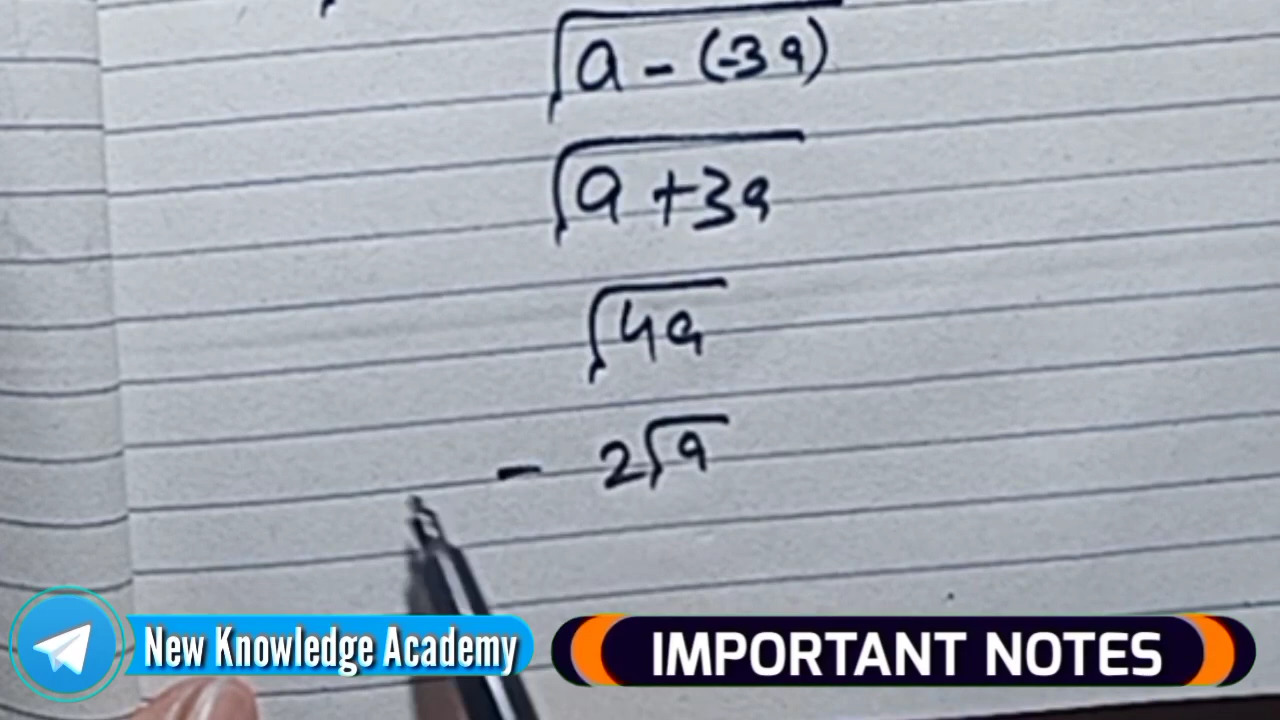 √(a - (-3a))
√(a + 3a)
√(4a)
- 2√a
New Knowledge Academy
IMPORTANT NOTES